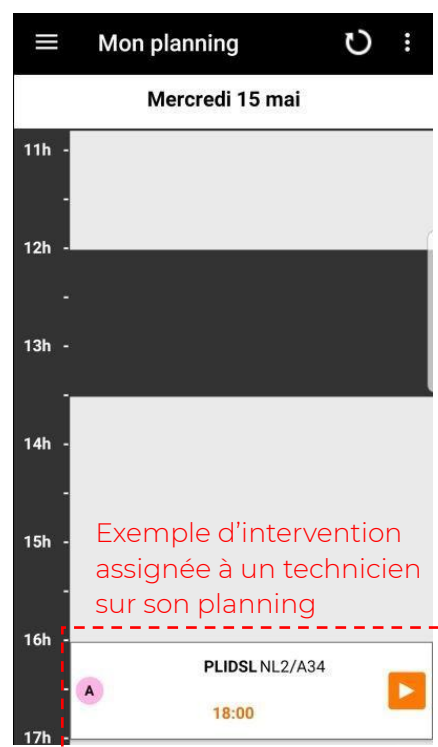 Mon planning
Mercredi 15 mai
11h
12h
13h
14h
15h
Exemple d’intervention
assignée à un technicien
sur son planning
16h
PLIDSL NL2/A34
A
18:00
17h